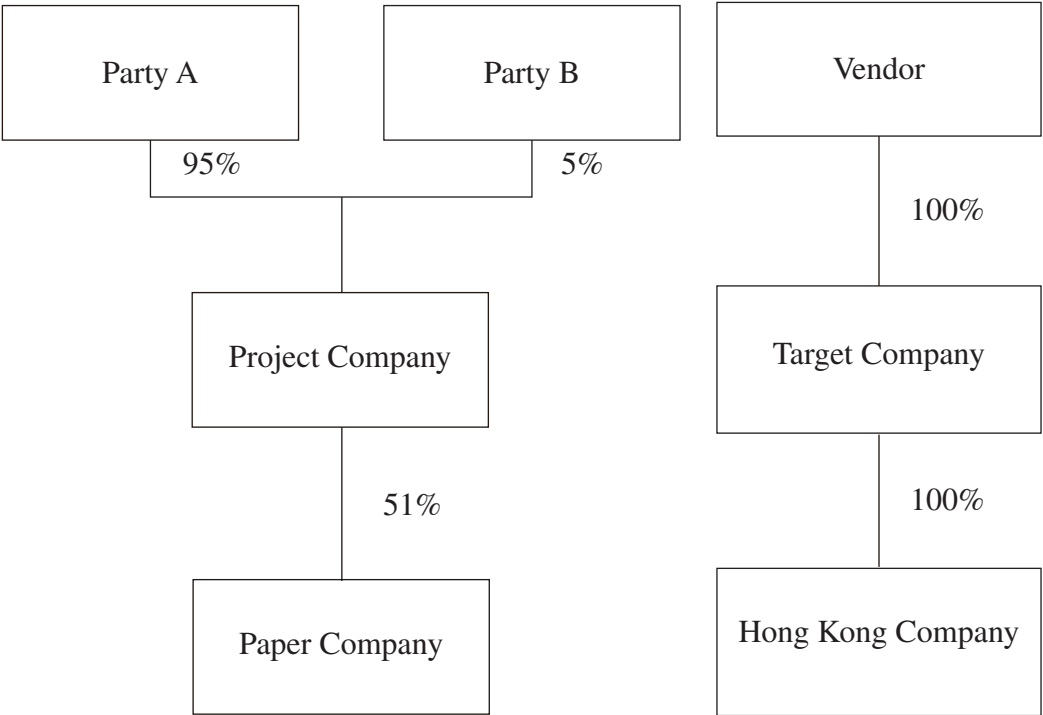 Party A
Party B
Vendor
95%
5%
100%
Project Company
Target Company
51%
100%
Paper Company
Hong Kong Company